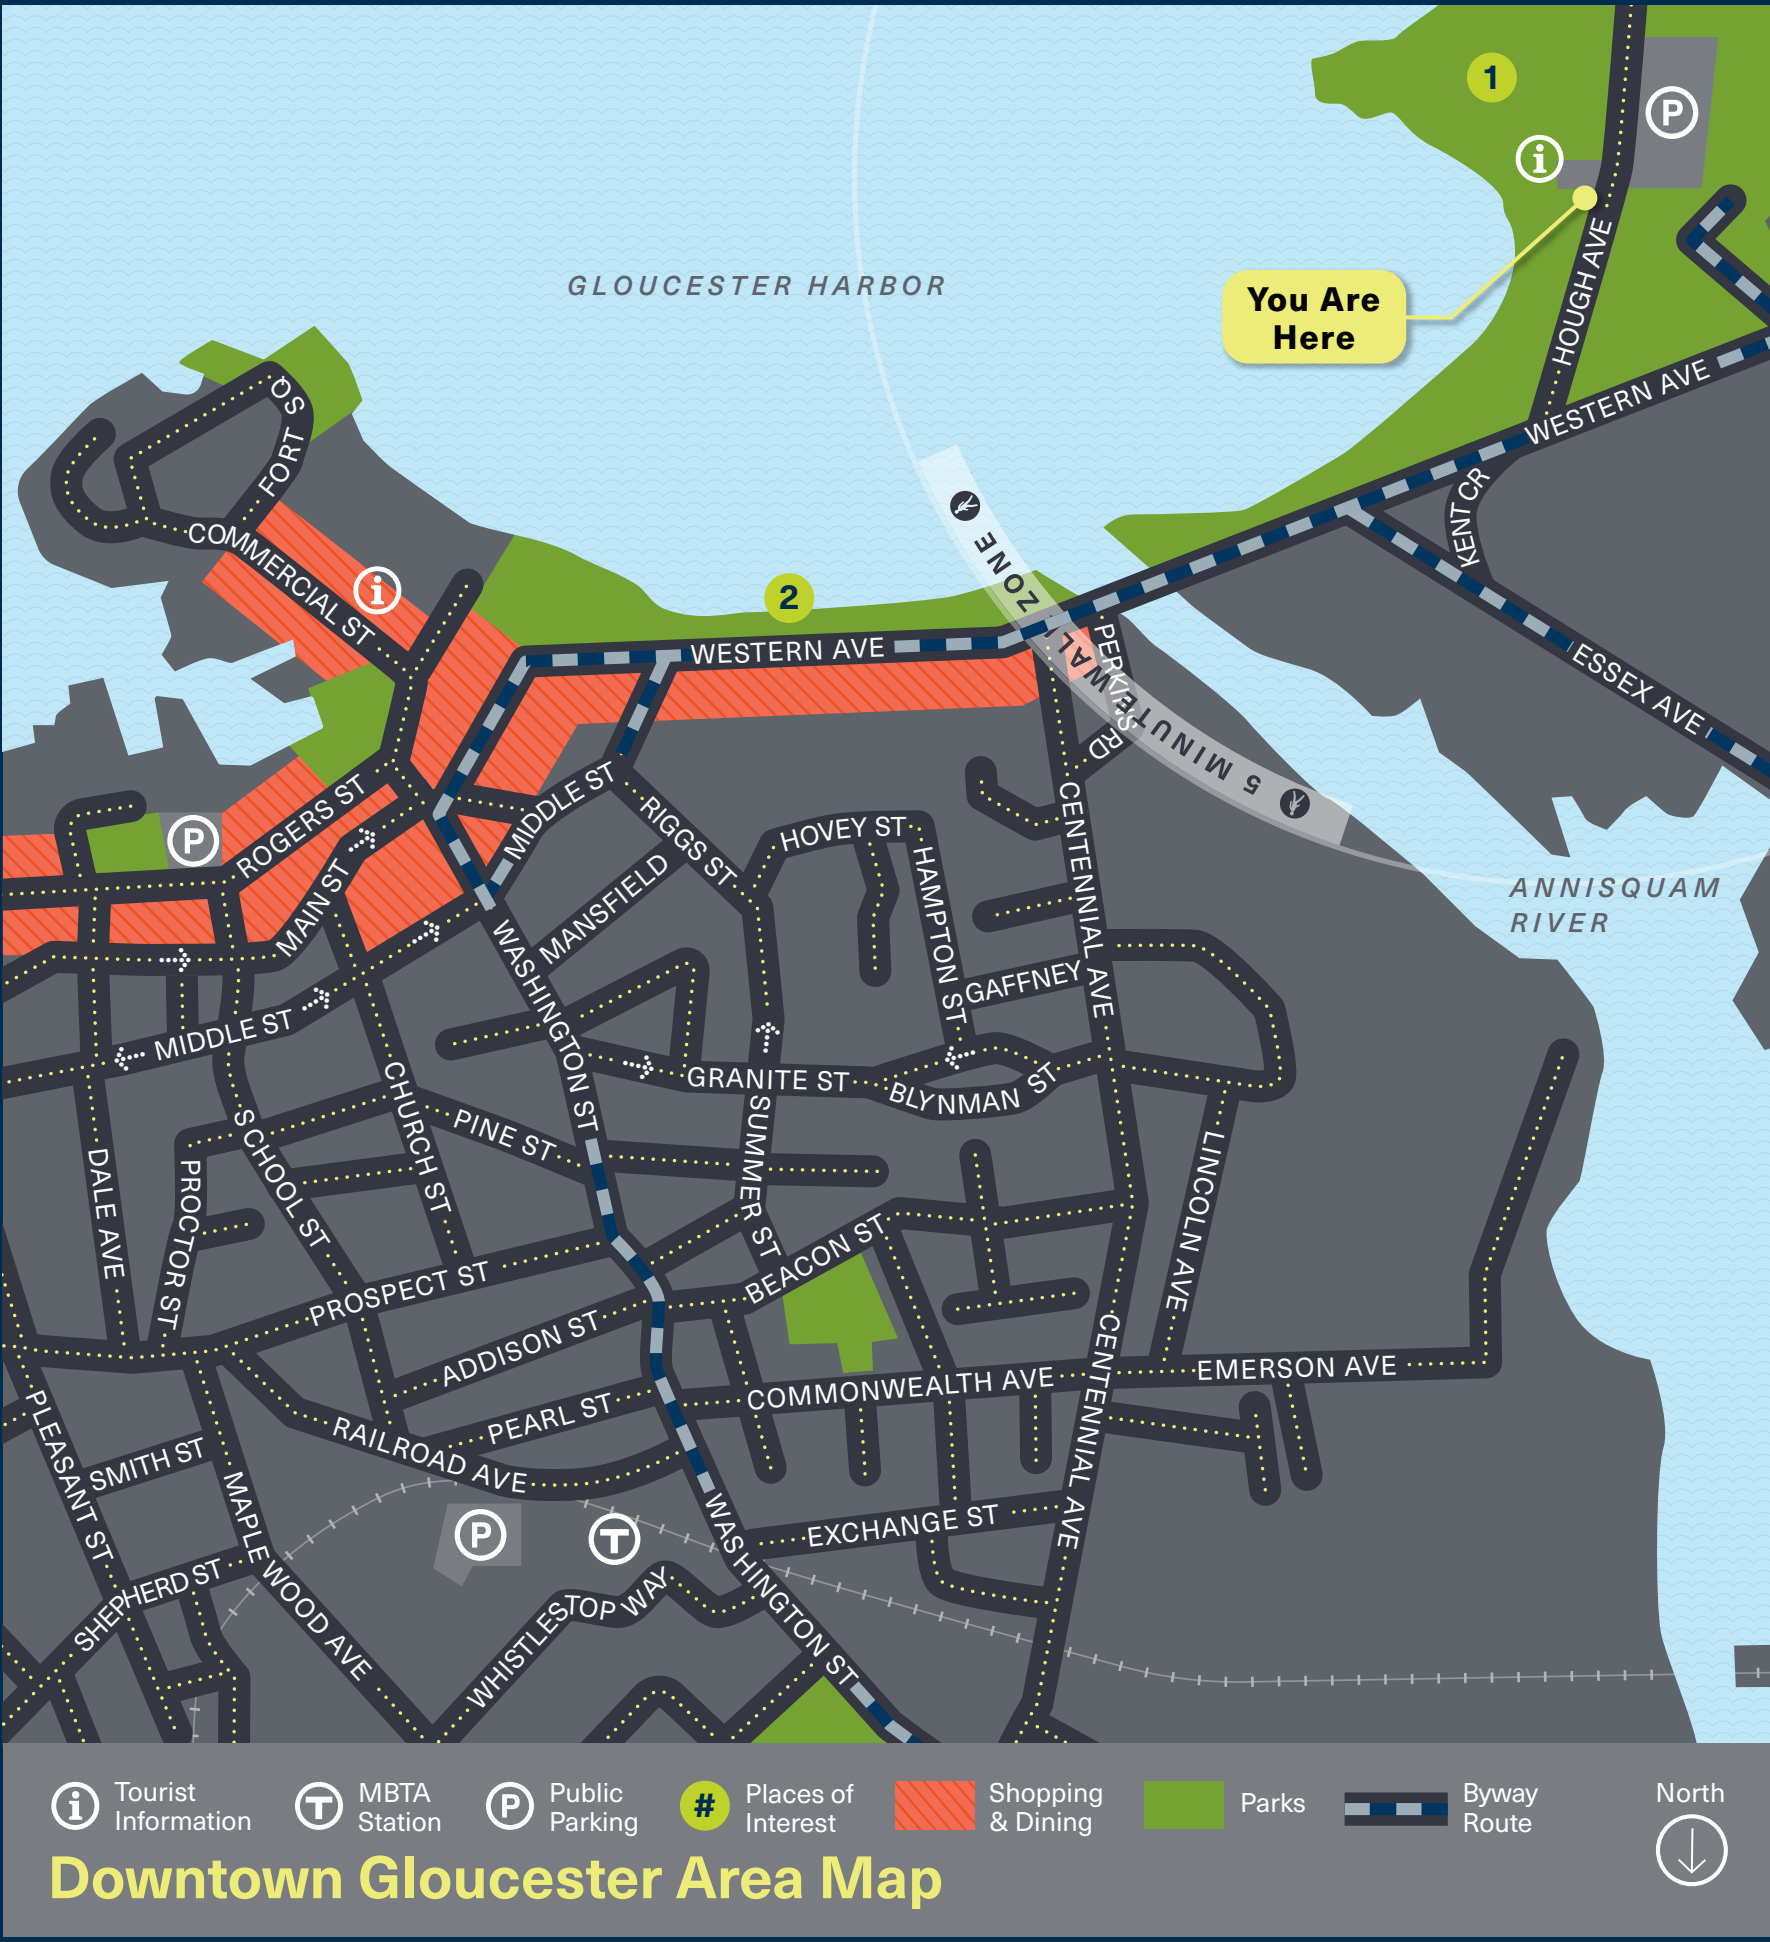 1
P
i
You Are
Here
HOUGH AVE
GLOUCESTER HARBOR
WESTERN AVE
KENT CR
ESSEX AVE
FORT SQ
COMMERCIAL ST
i
2
WESTERN AVE
5 MINUTE WALK ZONE
PERKINS RD
ROGERS ST
P
MAIN ST
MIDDLE ST
RIGGS ST
MANSFIELD
HOVEY ST
HAMPTON ST
CENTENNIAL AVE
GAFFNEY
ANNISQUAM
RIVER
WASHINGTON ST
MIDDLE ST
GRANITE ST
BLYNMAN ST
CHURCH ST
PINE ST
SUMMER ST
SCHOOL ST
DALE AVE
PROCTOR ST
LINCOLN AVE
PROSPECT ST
BEACON ST
ADDISON ST
COMMONWEALTH AVE
CENTENNIAL AVE
EMERSON AVE
PEARL ST
RAILROAD AVE
PLEASANT ST
SMITH ST
MAPLEWOOD AVE
P
T
EXCHANGE ST
WASHINGTON ST
SHEPHERD ST
WHISTLESTOP WAY
i
Tourist
Information
T
MBTA
Station
P
Public
Parking
#
Places of
Interest
Shopping
& Dining
Parks
Byway
Route
North
Downtown Gloucester Area Map